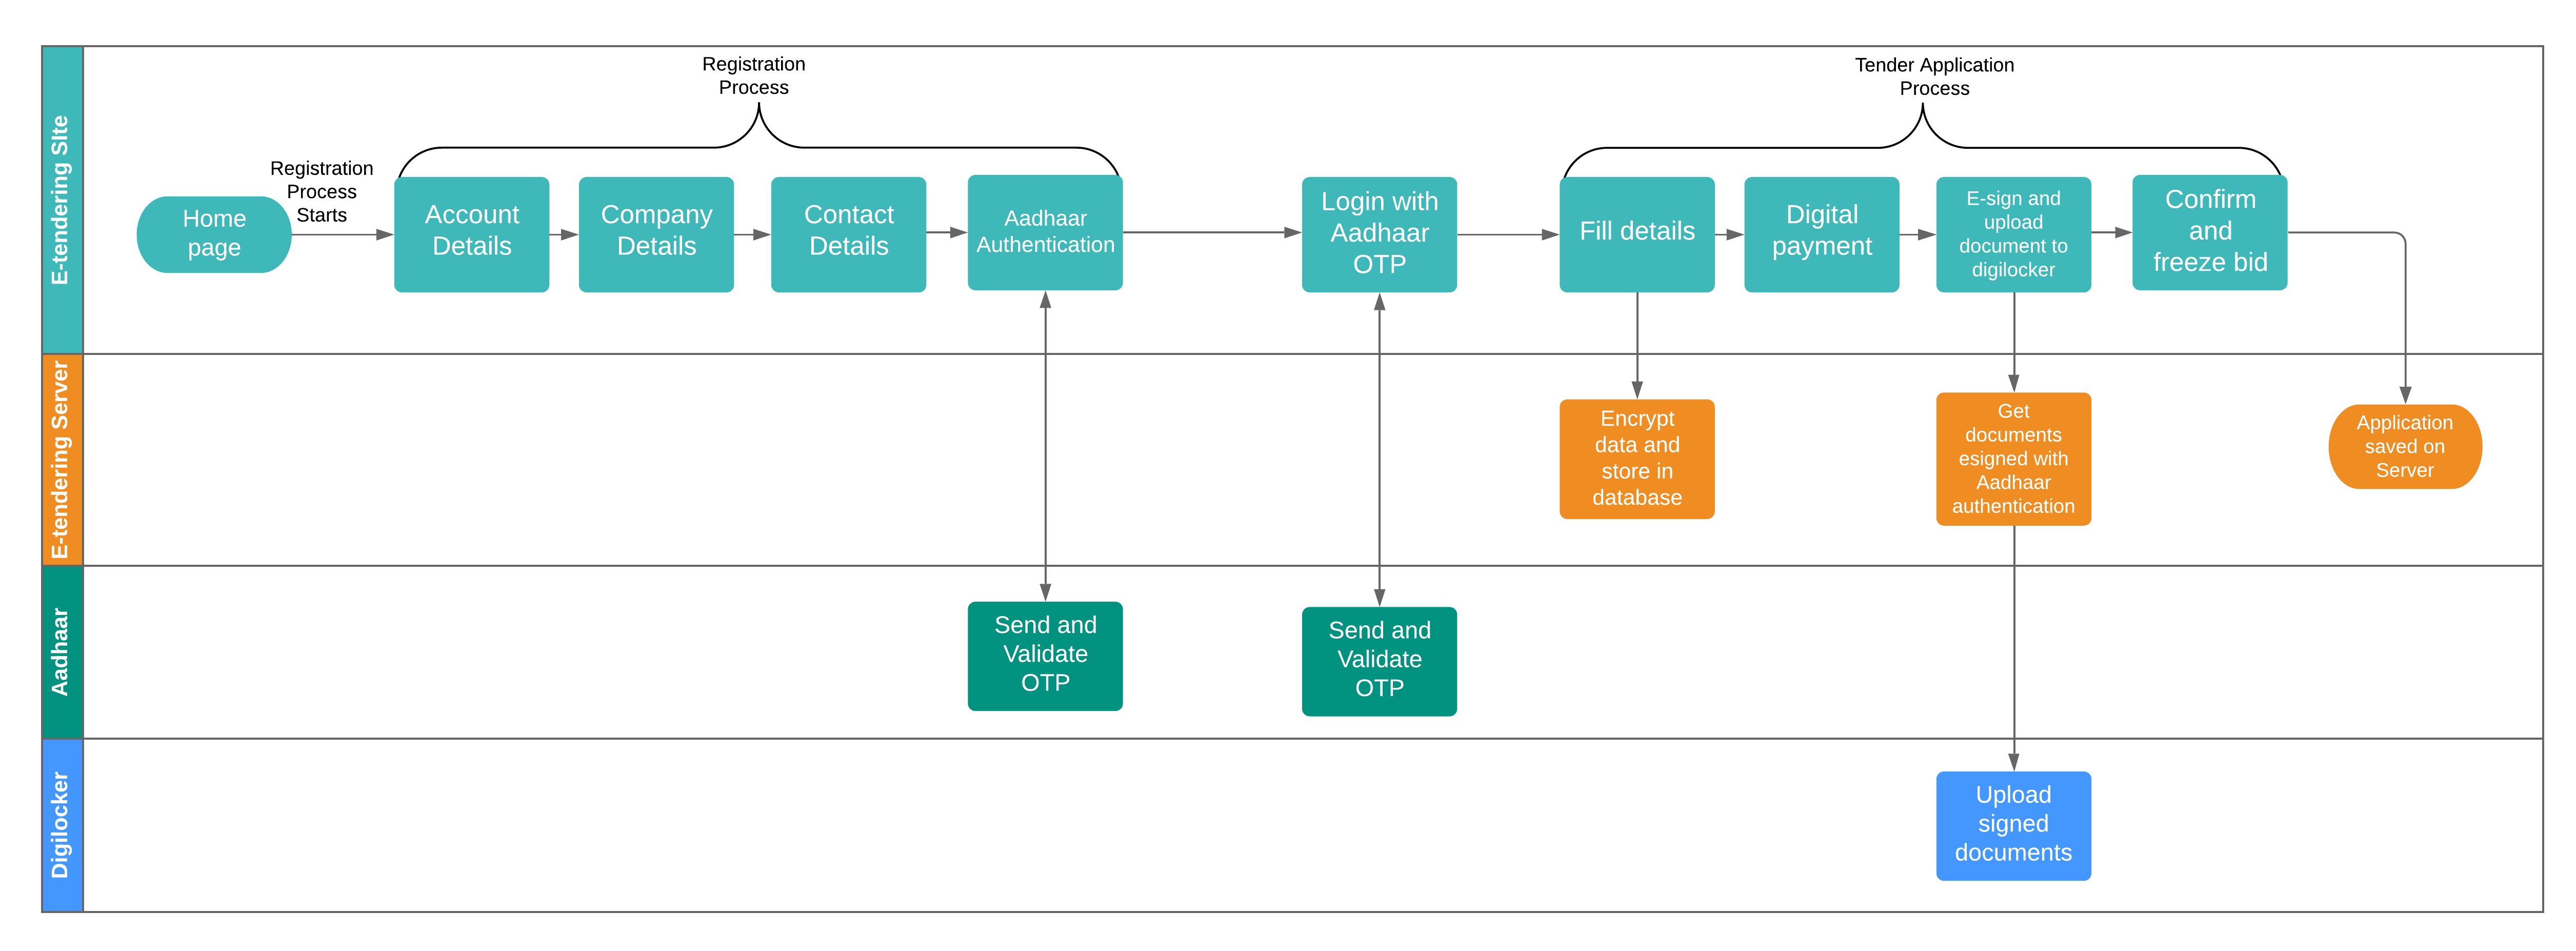 Registration
Process
Tender Application
Process
E-tendering SIte
Registration
Process
Starts
Home
page
Account
Details
Company
Details
Contact
Details
Aadhaar
Authentication
Login with
Aadhaar
OTP
Fill details
Digital
payment
E-sign and
upload
document to
digilocker
Confirm
and
freeze bid
E-tendering Server
Encrypt
data and
store in
database
Get
documents
esigned with
Aadhaar
authentication
Application
saved on
Server
Aadhaar
Send and
Validate
OTP
Send and
Validate
OTP
Digilocker
Upload
signed
documents